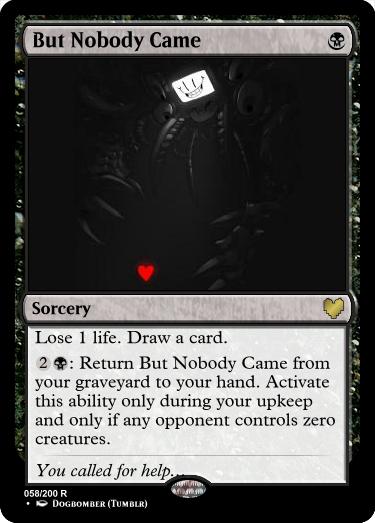 But Nobody Came
Sorcery
Lose 1 life. Draw a card.
2 : Return But Nobody Came from
your graveyard to your hand. Activate
this ability only during your upkeep
and only if any opponent controls zero
creatures.
You called for help...
058/200 R
• Dogbomber (Tumblr)